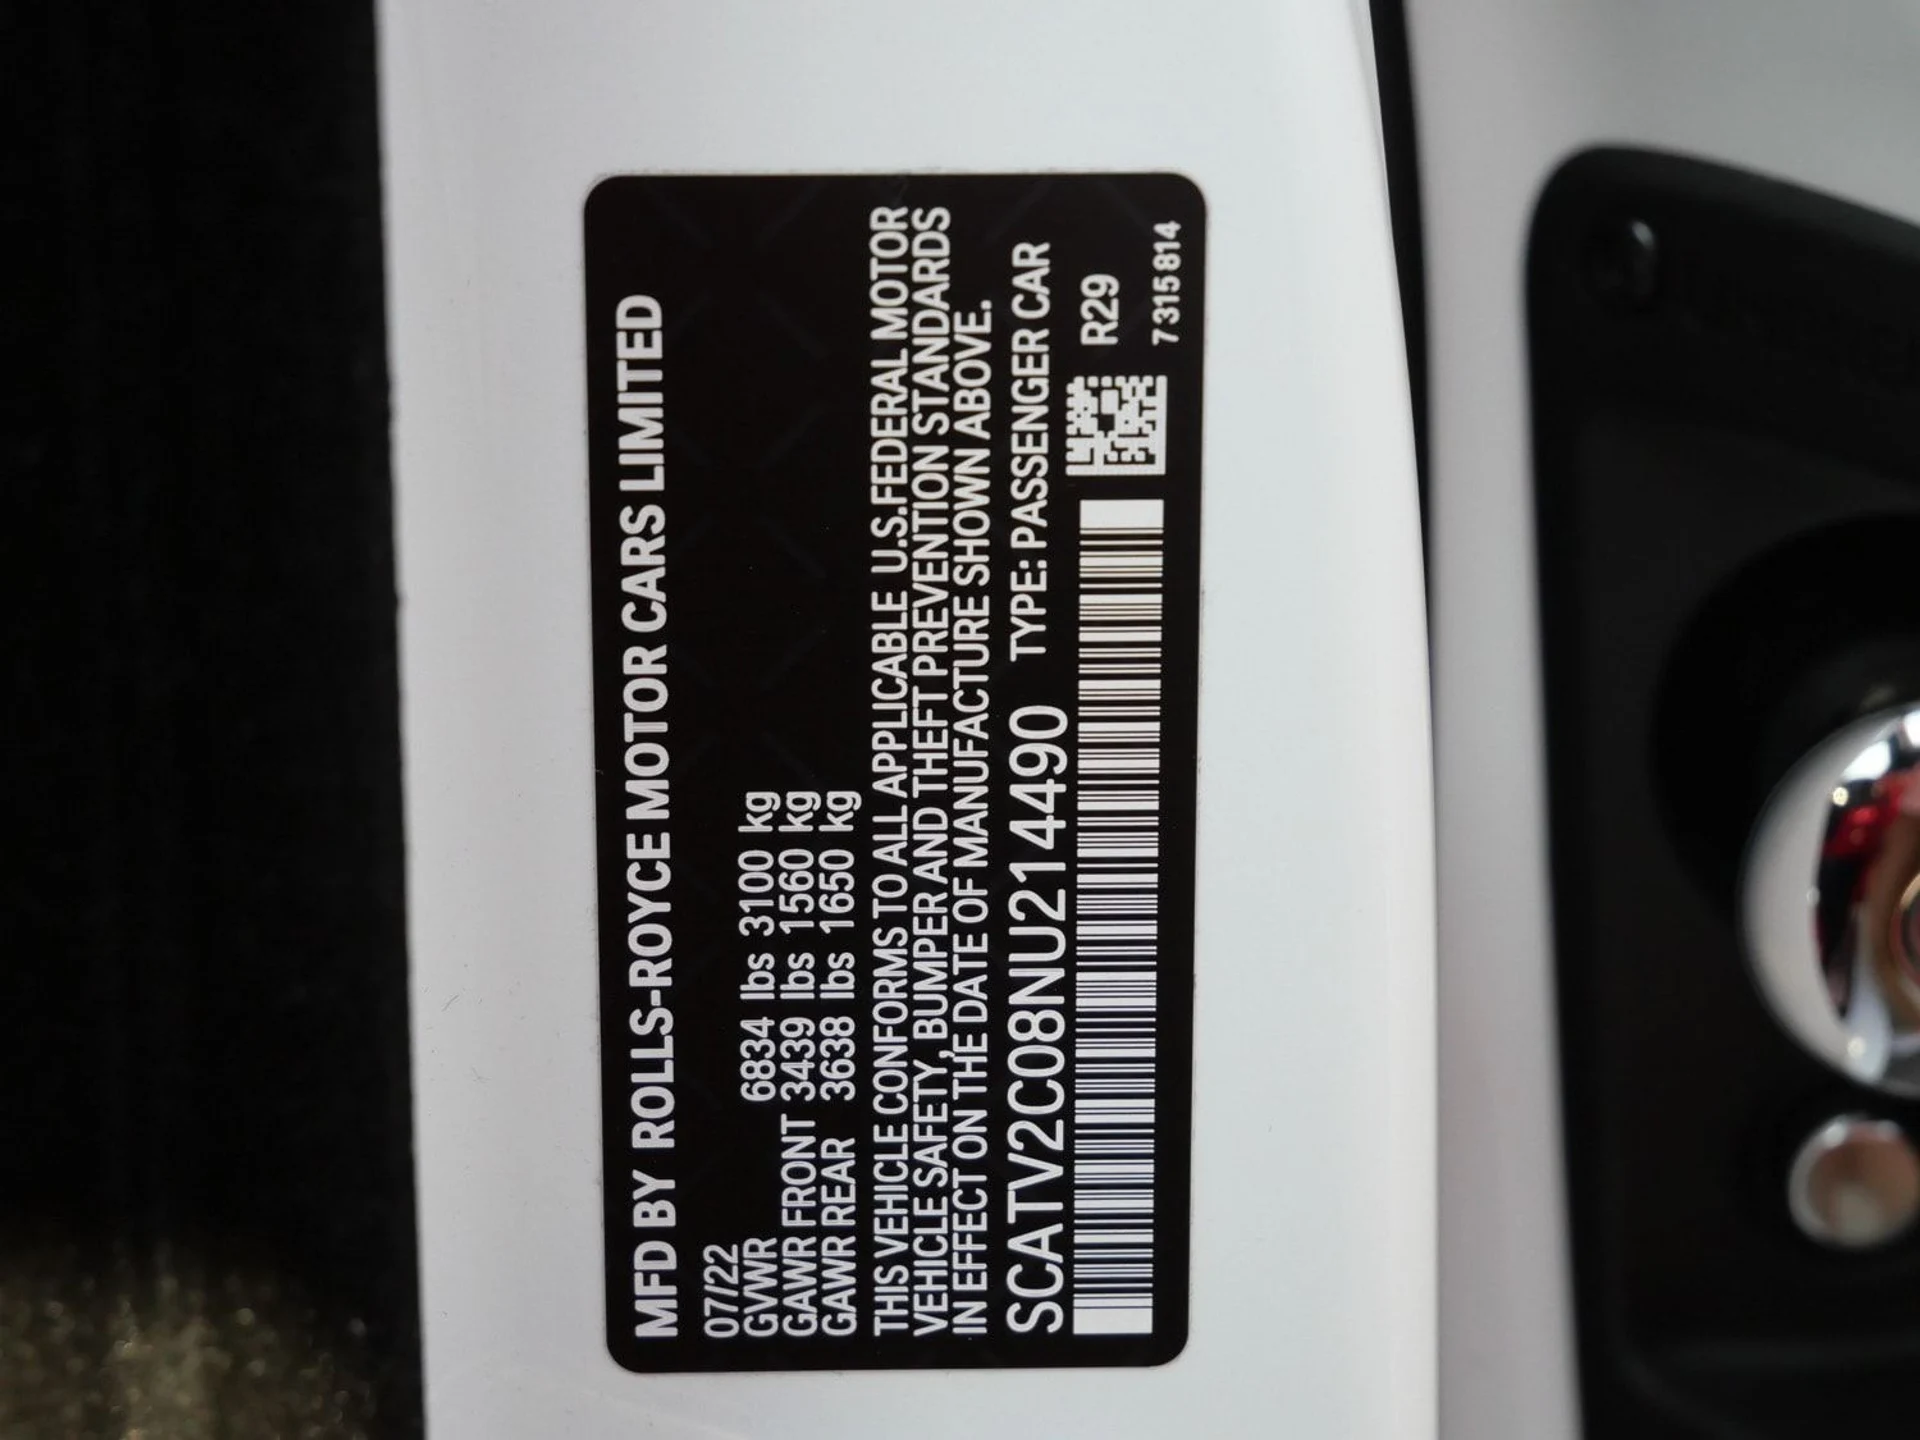 MFD BY ROLLS-ROYCE MOTOR CARS LIMITED
07/22
GVWR 6834 lbs 3100 kg
GAWR FRONT 3439 lbs 1560 kg
GAWR REAR 3638 lbs 1650 kg
THIS VEHICLE CONFORMS TO ALL APPLICABLE U.S.FEDERAL MOTOR
VEHICLE SAFETY, BUMPER AND THEFT PREVENTION STANDARDS
IN EFFECT ON THE DATE OF MANUFACTURE SHOWN ABOVE.
SCATV2C08NU214490 TYPE: PASSENGER CAR
R29
7315814